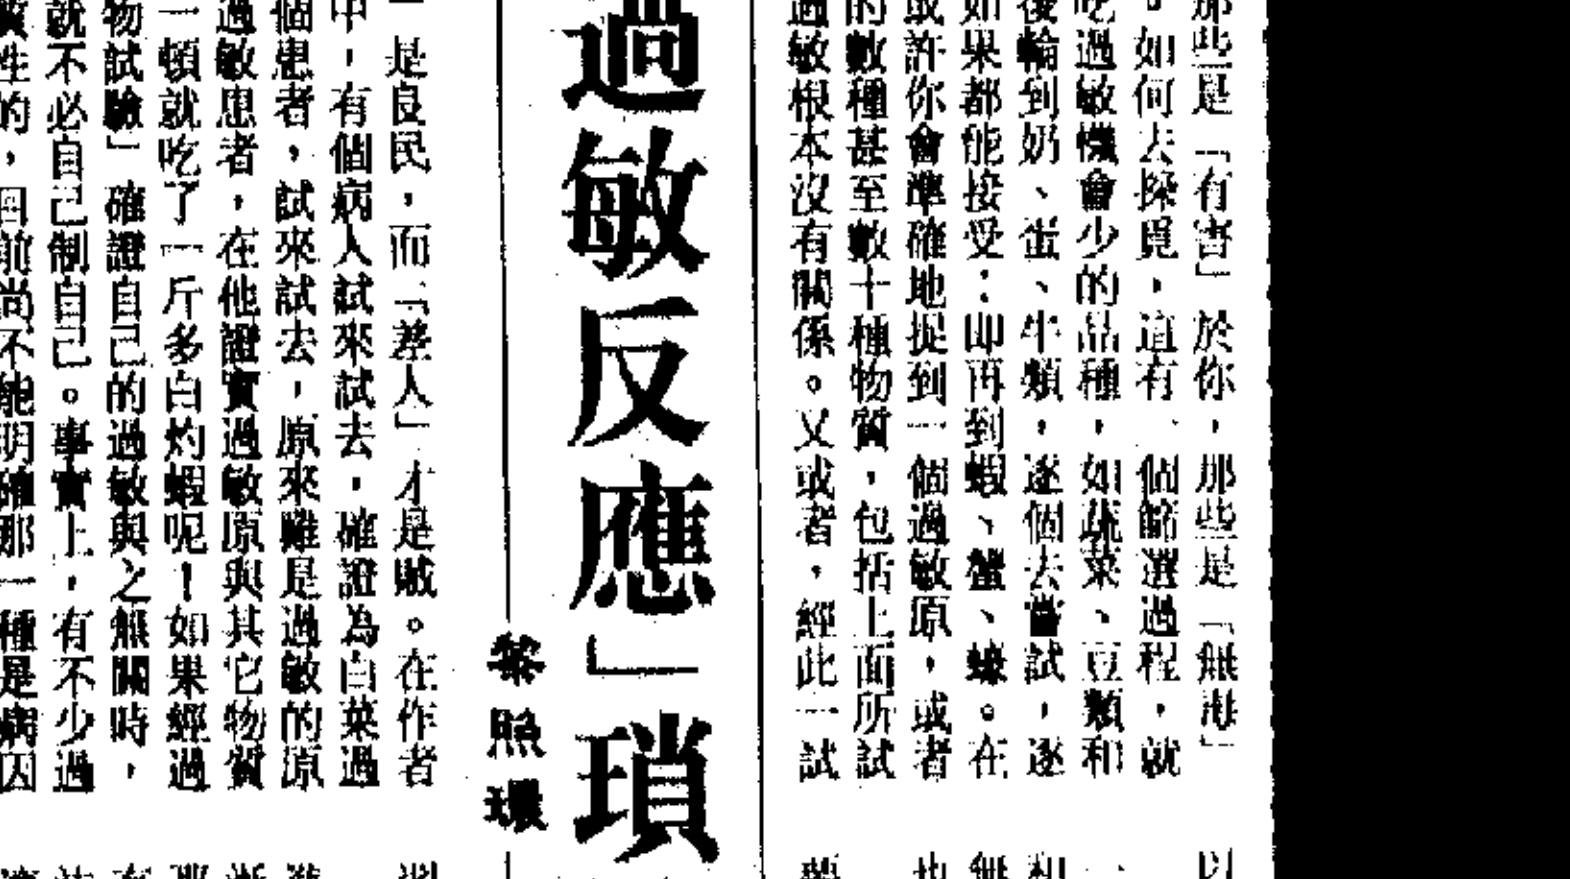 那些是「有害」於你，那些是「無毒」
。如何去探覓，這有一個篩選過程，就
吃過敏機會少的品種，如蔬菜、豆類和
後輪到奶、蛋、牛類，逐個去嘗試，逐
如果都能接受：即再到蝦、蟹、蠔。在
或許你會準確地捉到一個過敏原，或者
的數種甚至數十種物質，包括上面所試
過敏根本沒有關係。又或者，經此一試
過敏反應」瑣
黎照環
」是良民，而「差人」才是賊。在作者
中，有個病人試來試去，確證為白菜過
個患者，試來試去，原來雞是過敏的原
過敏患者，在他證實過敏原與其它物質
一頓就吃了一斤多白灼蝦呢！如果經過
物試驗」確證自己的過敏與之無關時，
就不必自己制自己。事實上，有不少過
性的，目前尚不能明確那一種是病因